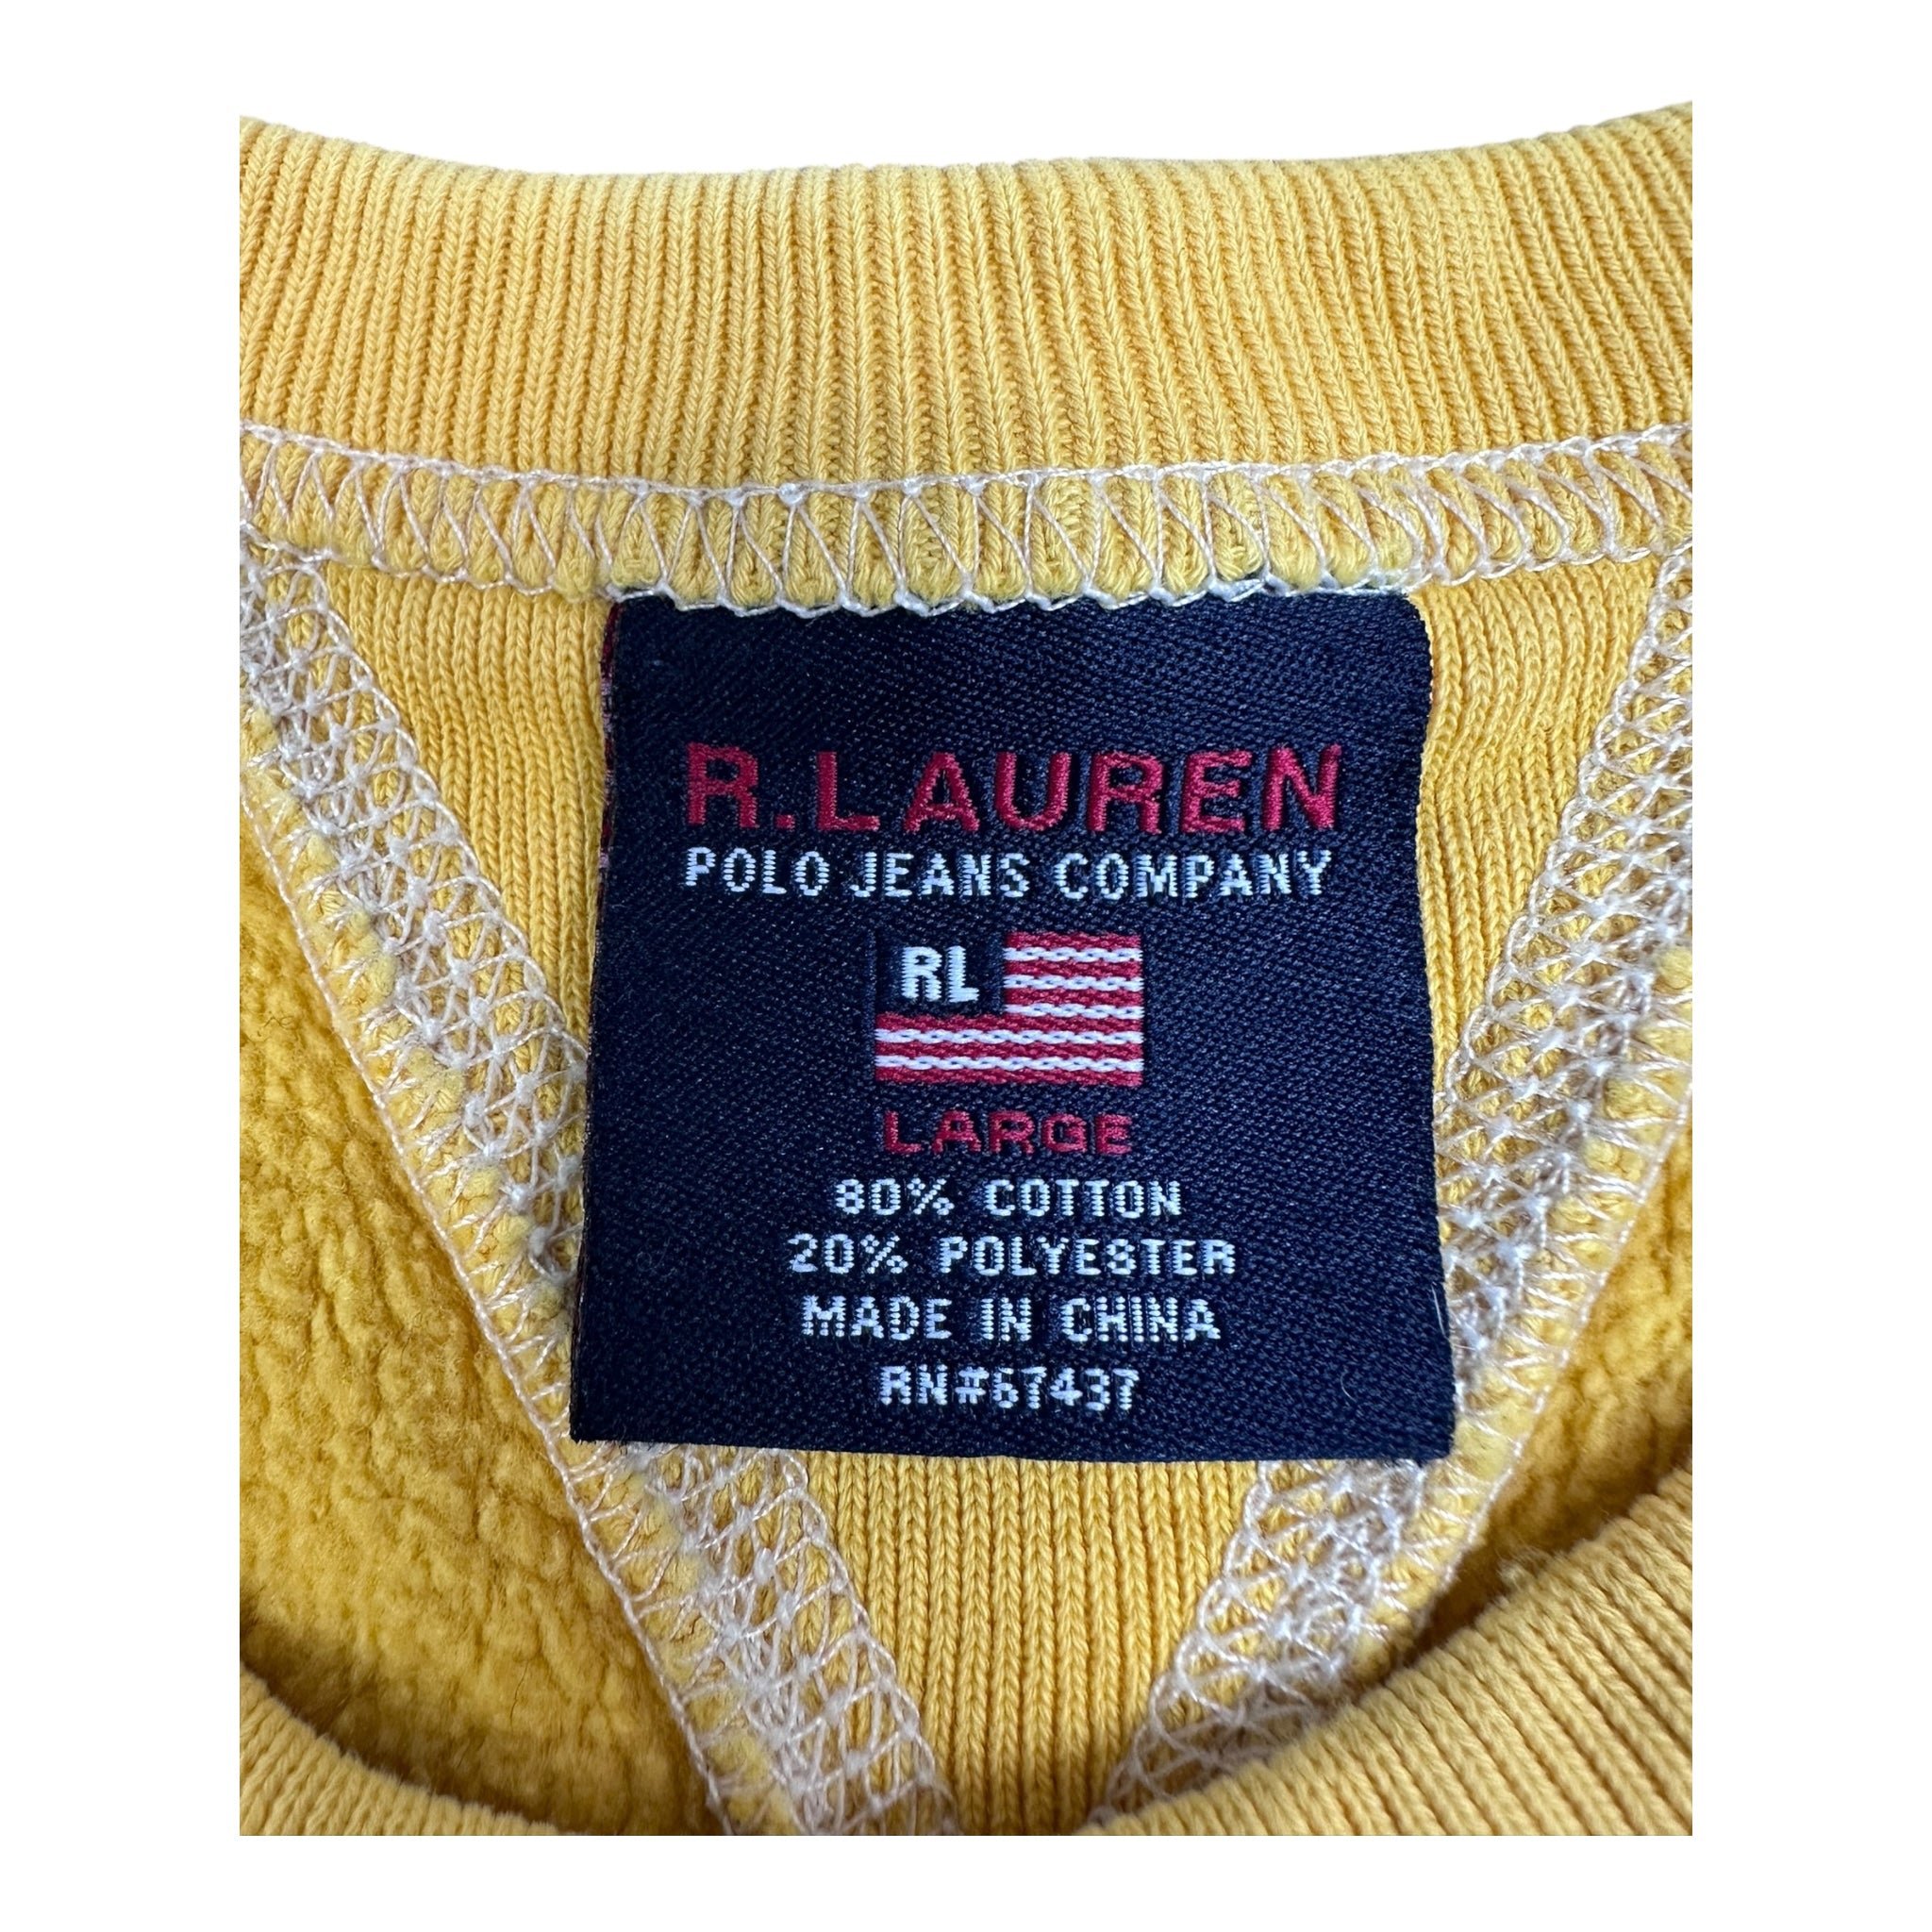 R.LAUREN
POLO JEANS COMPANY
RL
LARGE
80% COTTON
20% POLYESTER
MADE IN CHINA
RN#67437